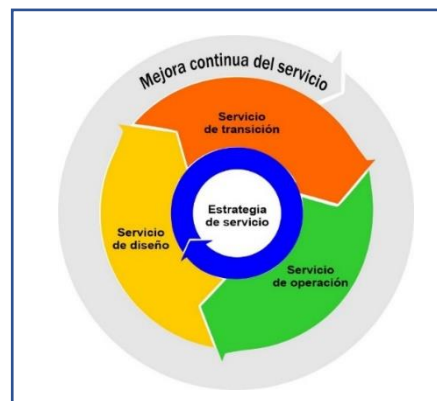 Mejora continua del servicio
Servicio
de transición
Estrategia
de servicio
Servicio
de diseño
Servicio
de operación